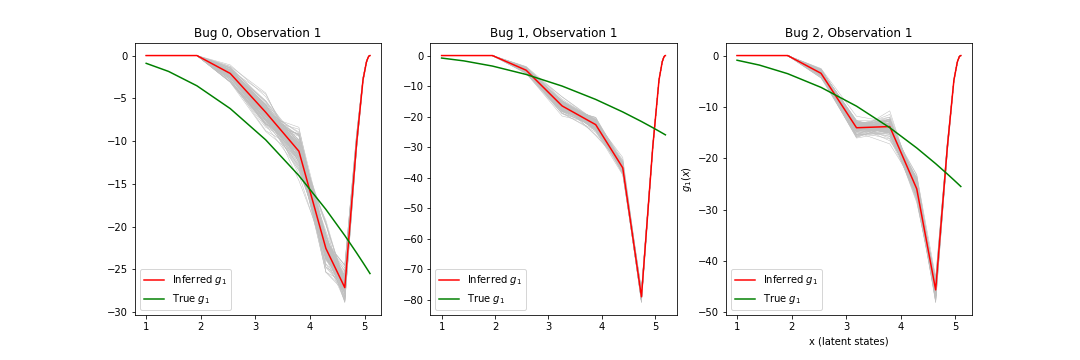 Bug 0, Observation 1
0
−5
−10
−15
−20
−25
−30
1 2 3 4 5
Inferred g₁
True g₁
Bug 1, Observation 1
0
−10
−20
−30
−40
−50
−60
−70
−80
1 2 3 4 5
Inferred g₁
True g₁
Bug 2, Observation 1
g₁(x)
0
−10
−20
−30
−40
−50
1 2 3 4 5
x (latent states)
Inferred g₁
True g₁